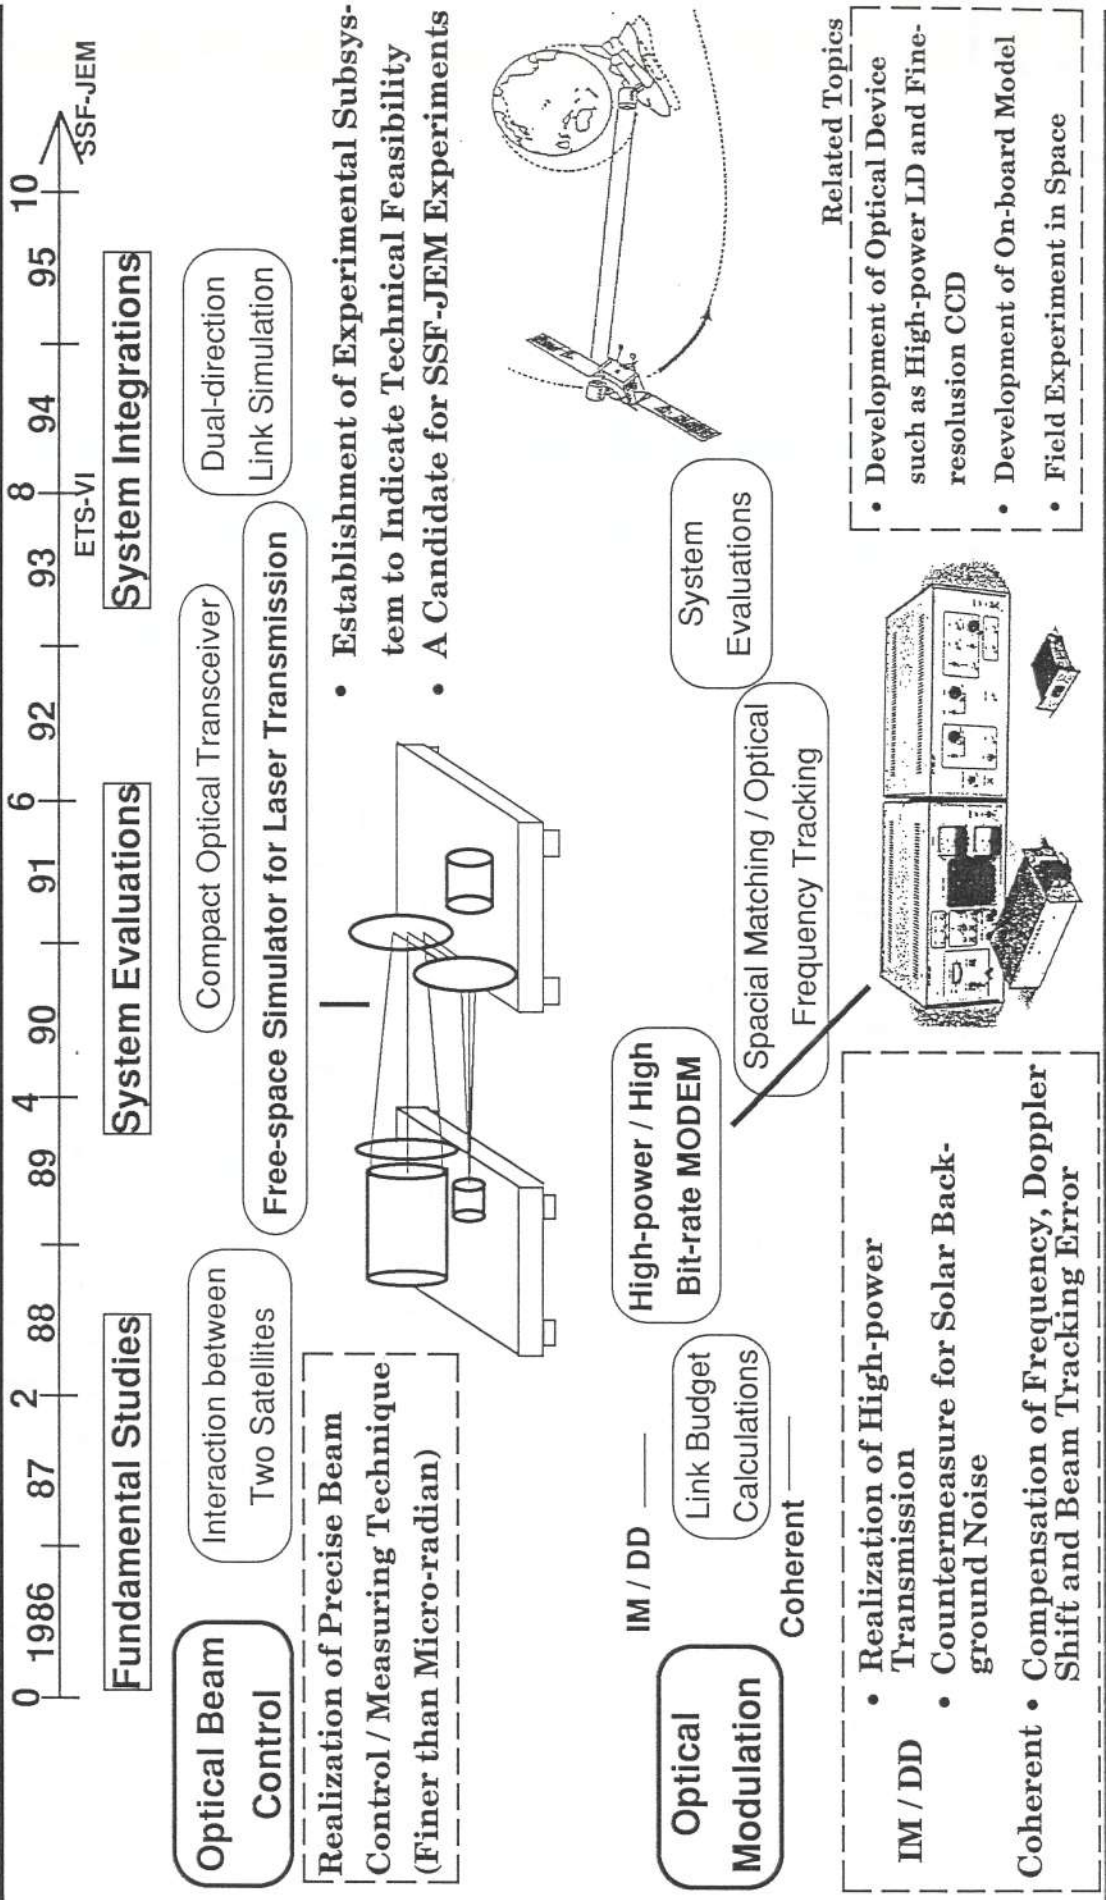 0 1986 2 87 88 4 89 90 6 91 92 8 93 94 10 95
ETS-VI
SSF-JEM
Fundamental Studies
System Evaluations
System Integrations
Optical Beam
Control
Interaction between
Two Satellites
Compact Optical Transceiver
Free-space Simulator for Laser Transmission
Dual-direction
Link Simulation
Realization of Precise Beam
Control / Measuring Technique
(Finer than Micro-radian)
• Establishment of Experimental Subsys-
tem to Indicate Technical Feasibility
• A Candidate for SSF-JEM Experiments
Optical
Modulation
IM / DD
Coherent
Link Budget
Calculations
High-power / High
Bit-rate MODEM
Spacial Matching / Optical
Frequency Tracking
System
Evaluations
IM / DD
• Realization of High-power
Transmission
• Countermeasure for Solar Back-
ground Noise
Coherent • Compensation of Frequency, Doppler
Shift and Beam Tracking Error
Related Topics
• Development of Optical Device
such as High-power LD and Fine-
resolusion CCD
• Development of On-board Model
• Field Experiment in Space